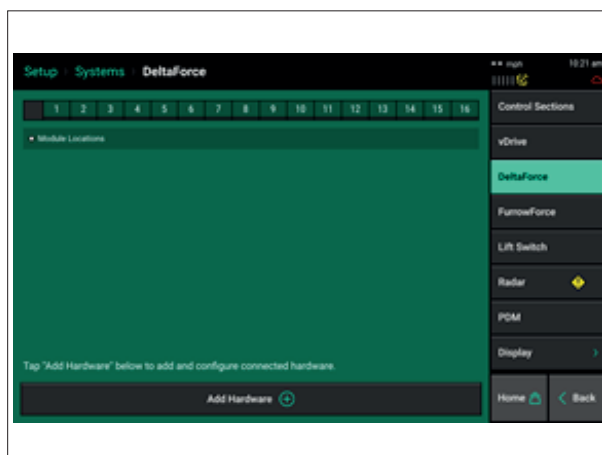 Setup Systems DeltaForce
mph 10:21 am
1 2 3 4 5 6 7 8 9 10 11 12 13 14 15 16
Module Locations
Tap "Add Hardware" below to add and configure connected hardware.
Add Hardware
Control Sections
vDrive
DeltaForce
FurrowForce
Lift Switch
Radar
PDM
Display
Home
Back